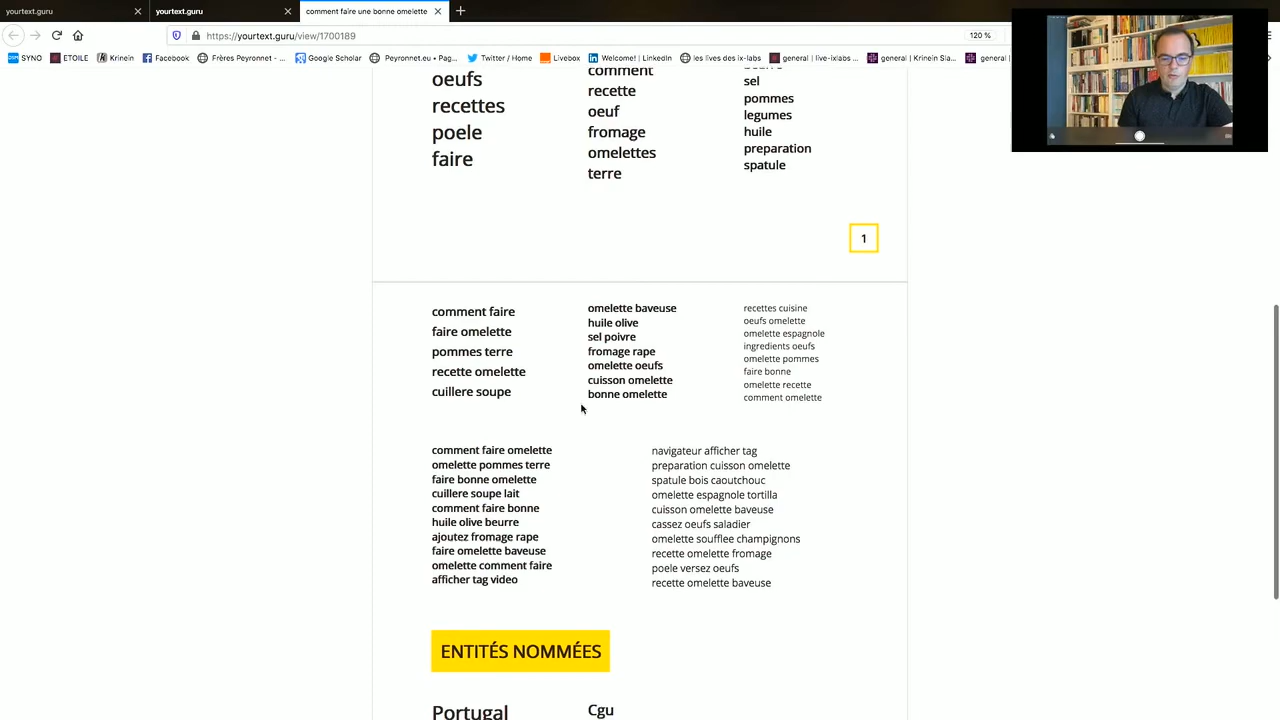 yourtext.guru
yourtext.guru
comment faire une bonne omelette
https://yourtext.guru/view/1700189
120 %
SYNO
ETOILE
Krinein
Facebook
Frères Peyronnet - ...
Google Scholar
Peyronnet.eu • Pag...
Twitter / Home
Livebox
Welcome! | LinkedIn
les lives des ix-labs
general | live-ixlabs ...
general | Krinein Sla...
general |
oeufs
recettes
poele
faire
comment
recette
oeuf
fromage
omelettes
terre
sel
pommes
legumes
huile
preparation
spatule
1
comment faire
faire omelette
pommes terre
recette omelette
cuillere soupe
omelette baveuse
huile olive
sel poivre
fromage rape
omelette oeufs
cuisson omelette
bonne omelette
recettes cuisine
oeufs omelette
omelette espagnole
ingredients oeufs
omelette pommes
faire bonne
omelette recette
comment omelette
comment faire omelette
omelette pommes terre
faire bonne omelette
cuillere soupe lait
comment faire bonne
huile olive beurre
ajoutez fromage rape
faire omelette baveuse
omelette comment faire
afficher tag video
navigateur afficher tag
preparation cuisson omelette
spatule bois caoutchouc
omelette espagnole tortilla
cuisson omelette baveuse
cassez oeufs saladier
omelette soufflee champignons
recette omelette fromage
poele versez oeufs
recette omelette baveuse
ENTITÉS NOMMÉES
Portugal
Cgu